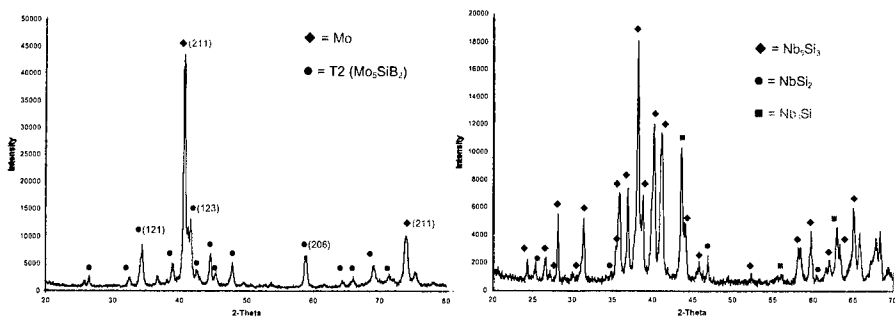 50000
45000
40000
35000
30000
25000
20000
15000
10000
5000
0
Intensity
(211)
◆ = Mo
● = T2 (Mo₅SiB₂)
(123)
(121)
(206)
(211)
20 30 40 50 60 70 80
2-Theta
20000
18000
16000
14000
12000
10000
8000
6000
4000
2000
0
Intensity
◆ = Nb₅Si₃
● = NbSi₂
■ = Nb₃Si
20 25 30 35 40 45 50 55 60 65 70
2-Theta